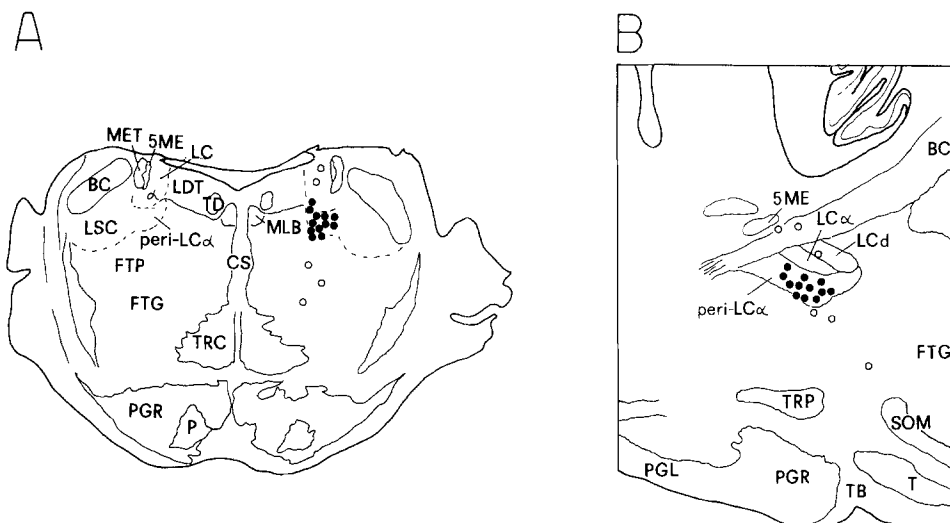 A
MET
5ME
LC
BC
LDT
TD
LSC
peri-LCα
MLB
FTP
CS
FTG
TRC
PGR
P
B
BC
5ME
LCα
LCd
peri-LCα
FTG
TRP
SOM
PGL
PGR
TB
T